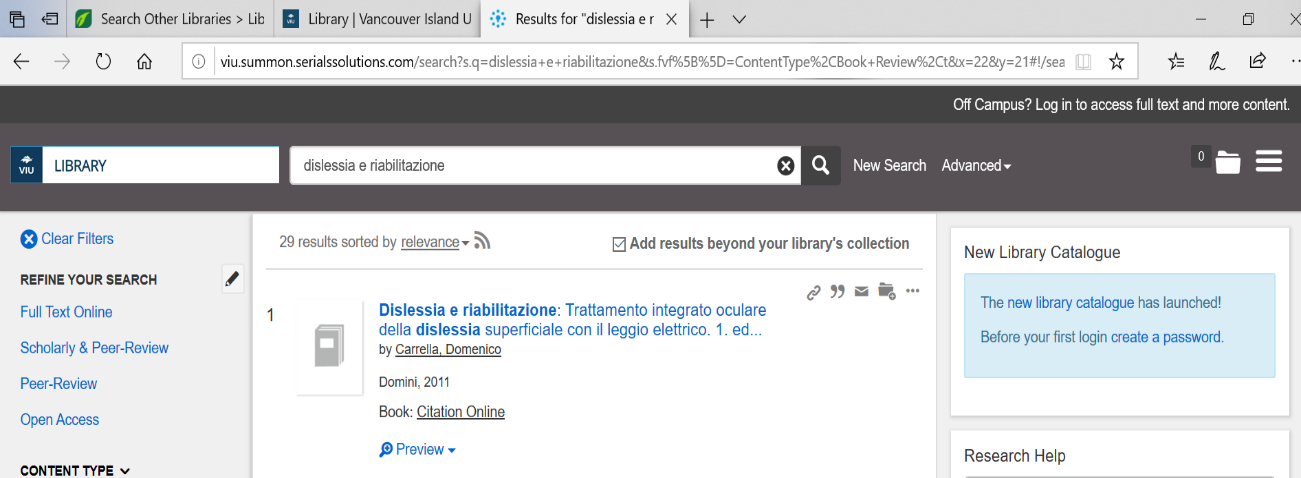 Search Other Libraries > Lib
Library | Vancouver Island U
Results for "dislessia e r
viu.summon.serialssolutions.com/search?s.q=dislessia+e+riabilitazione&s.fvf%5B%5D=ContentType%2CBook+Review%2Ct&x=22&y=21#!/sea
Off Campus? Log in to access full text and more content.
VIU LIBRARY
dislessia e riabilitazione
New Search
Advanced
0
Clear Filters
REFINE YOUR SEARCH
Full Text Online
Scholarly & Peer-Review
Peer-Review
Open Access
CONTENT TYPE
29 results sorted by relevance
Add results beyond your library's collection
1
Dislessia e riabilitazione: Trattamento integrato oculare
della dislessia superficiale con il leggio elettrico. 1. ed...
by Carrella, Domenico
Domini, 2011
Book: Citation Online
Preview
New Library Catalogue
The new library catalogue has launched!
Before your first login create a password.
Research Help